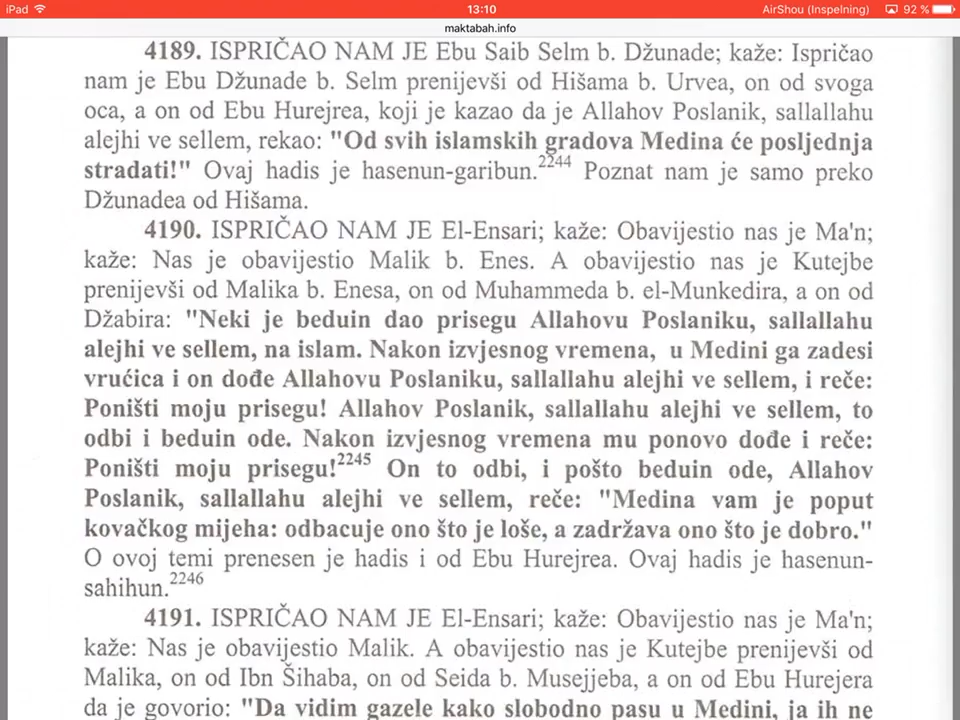 iPad 13:10 AirShou (Inspelning) 92 %
maktabah.info
4189. ISPRIČAO NAM JE Ebu Saib Selm b. Džunade; kaže: Ispričao
nam je Ebu Džunade b. Selm prenijevši od Hišama b. Urvea, on od svoga
oca, a on od Ebu Hurejrea, koji je kazao da je Allahov Poslanik, sallallahu
alejhi ve sellem, rekao: "Od svih islamskih gradova Medina će posljednja
stradati!" Ovaj hadis je hasenun-garibun.2244 Poznat nam je samo preko
Džunadea od Hišama.
4190. ISPRIČAO NAM JE El-Ensari; kaže: Obavijestio nas je Ma'n;
kaže: Nas je obavijestio Malik b. Enes. A obavijestio nas je Kutejbe
prenijevši od Malika b. Enesa, on od Muhammeda b. el-Munkedira, a on od
Džabira: "Neki je beduin dao prisegu Allahovu Poslaniku, sallallahu
alejhi ve sellem, na islam. Nakon izvjesnog vremena, u Medini ga zadesi
vrućica i on dođe Allahovu Poslaniku, sallallahu alejhi ve sellem, i reče:
Poništi moju prisegu! Allahov Poslanik, sallallahu alejhi ve sellem, to
odbi i beduin ode. Nakon izvjesnog vremena mu ponovo dođe i reče:
Poništi moju prisegu!2245 On to odbi, i pošto beduin ode, Allahov
Poslanik, sallallahu alejhi ve sellem, reče: "Medina vam je poput
kovačkog mijeha: odbacuje ono što je loše, a zadržava ono što je dobro."
O ovoj temi prenesen je hadis i od Ebu Hurejrea. Ovaj hadis je hasenun-
sahihun.2246
4191. ISPRIČAO NAM JE El-Ensari; kaže: Obavijestio nas je Ma'n;
kaže: Nas je obavijestio Malik. A obavijestio nas je Kutejbe prenijevši od
Malika, on od Ibn Šihaba, on od Seida b. Musejjeba, a on od Ebu Hurejera
da je govorio: "Da vidim gazele kako slobodno pasu u Medini, ja ih ne